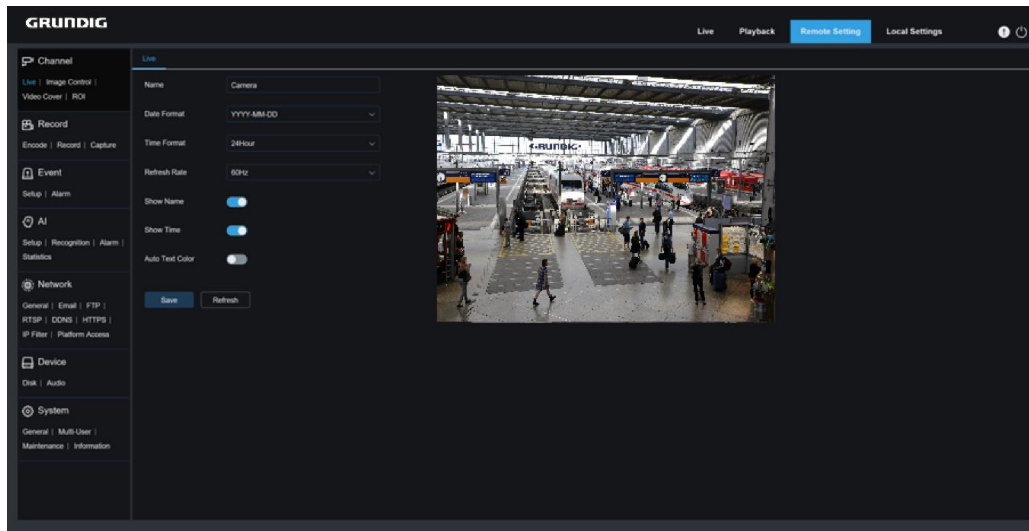 GRUNDIG
Live Playback Remote Setting Local Settings
Channel
Live | Image Control |
Video Cover | ROI
Record
Encode | Record | Capture
Event
Setup | Alarm
AI
Setup | Recognition | Alarm |
Statistics
Network
General | Email | FTP |
RTSP | DDNS | HTTPS |
IP Filter | Platform Access
Device
Disk | Audio
System
General | Multi-User |
Maintenance | Information
Live
Name Camera
Date Format YYYY-MM-DD
Time Format 24Hour
Refresh Rate 60Hz
Show Name
Show Time
Auto Text Color
Save Refresh
GRUNDIG